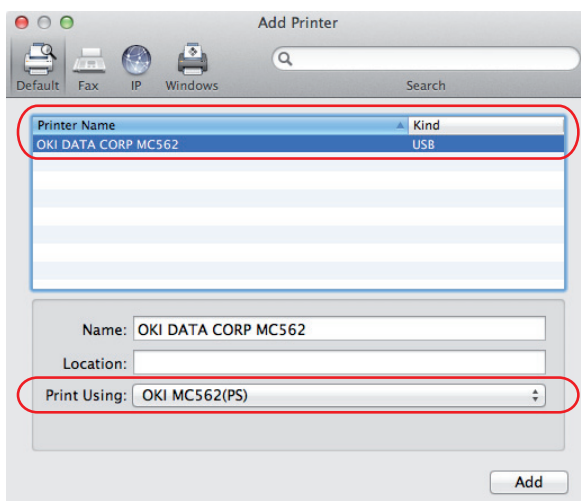 Add Printer
Default Fax IP Windows Search
Printer Name Kind
OKI DATA CORP MC562 USB
Name: OKI DATA CORP MC562
Location:
Print Using: OKI MC562(PS)
Add